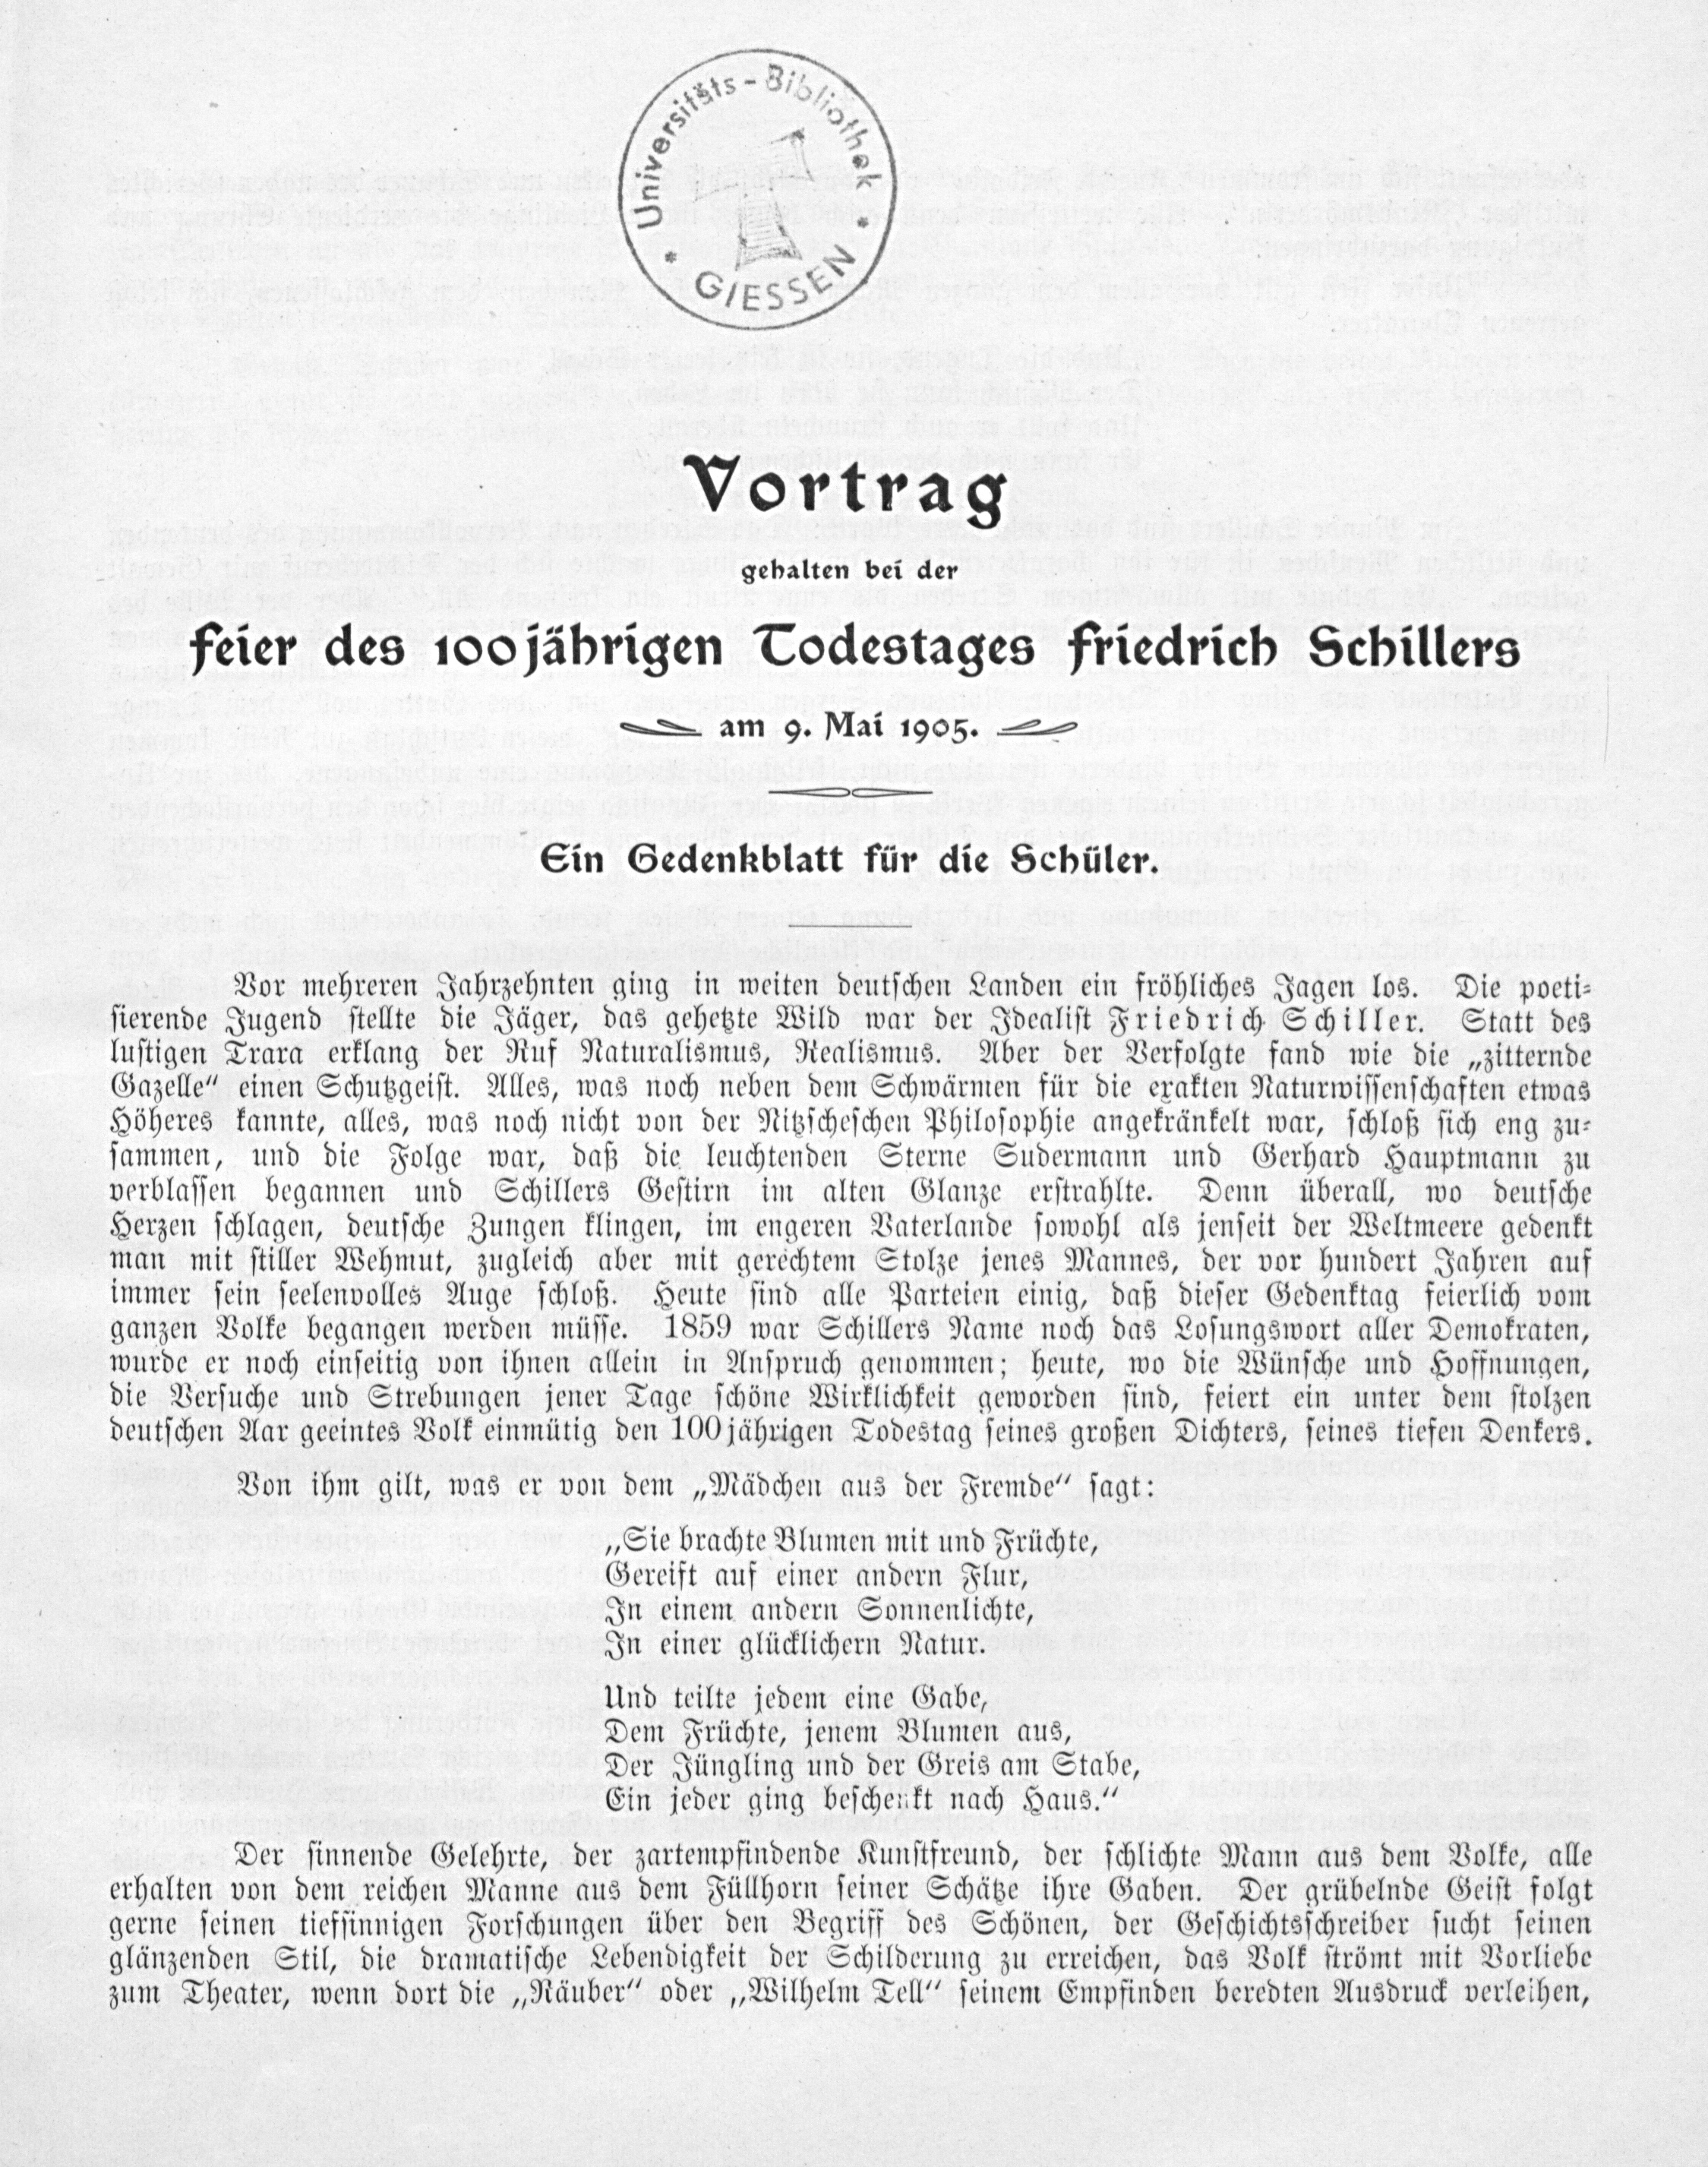 Universitäts-Bibliothek
* GIESSEN *
Vortrag
gehalten bei der
Feier des 100jährigen Todestages Friedrich Schillers
am 9. Mai 1905.
Ein Gedenkblatt für die Schüler.
Vor mehreren Jahrzehnten ging in weiten deutschen Landen ein fröhliches Jagen los. Die poeti-
sierende Jugend stellte die Jäger, das gehetzte Wild war der Idealist Friedrich Schiller. Statt des
lustigen Trara erklang der Ruf Naturalismus, Realismus. Aber der Verfolgte fand wie die „zitternde
Gazelle“ einen Schutzgeist. Alles, was noch neben dem Schwärmen für die exakten Naturwissenschaften etwas
Höheres kannte, alles, was noch nicht von der Nitzscheschen Philosophie angekränkelt war, schloß sich eng zu-
sammen, und die Folge war, daß die leuchtenden Sterne Sudermann und Gerhard Hauptmann zu
verblassen begannen und Schillers Gestirn im alten Glanze erstrahlte. Denn überall, wo deutsche
Herzen schlagen, deutsche Zungen klingen, im engeren Vaterlande sowohl als jenseit der Weltmeere gedenkt
man mit stiller Wehmut, zugleich aber mit gerechtem Stolze jenes Mannes, der vor hundert Jahren auf
immer sein seelenvolles Auge schloß. Heute sind alle Parteien einig, daß dieser Gedenktag feierlich vom
ganzen Volke begangen werden müsse. 1859 war Schillers Name noch das Losungswort aller Demokraten,
wurde er noch einseitig von ihnen allein in Anspruch genommen; heute, wo die Wünsche und Hoffnungen,
die Versuche und Strebungen jener Tage schöne Wirklichkeit geworden sind, feiert ein unter dem stolzen
deutschen Aar geeintes Volk einmütig den 100jährigen Todestag seines großen Dichters, seines tiefen Denkers.
Von ihm gilt, was er von dem „Mädchen aus der Fremde“ sagt:
„Sie brachte Blumen mit und Früchte,
Gereift auf einer andern Flur,
In einem andern Sonnenlichte,
In einer glücklichern Natur.
Und teilte jedem eine Gabe,
Dem Früchte, jenem Blumen aus,
Der Jüngling und der Greis am Stabe,
Ein jeder ging beschenkt nach Haus.“
Der sinnende Gelehrte, der zartempfindende Kunstfreund, der schlichte Mann aus dem Volke, alle
erhalten von dem reichen Manne aus dem Füllhorn seiner Schätze ihre Gaben. Der grübelnde Geist folgt
gerne seinen tiefsinnigen Forschungen über den Begriff des Schönen, der Geschichtsschreiber sucht seinen
glänzenden Stil, die dramatische Lebendigkeit der Schilderung zu erreichen, das Volk strömt mit Vorliebe
zum Theater, wenn dort die „Räuber“ oder „Wilhelm Tell“ seinem Empfinden beredten Ausdruck verleihen,